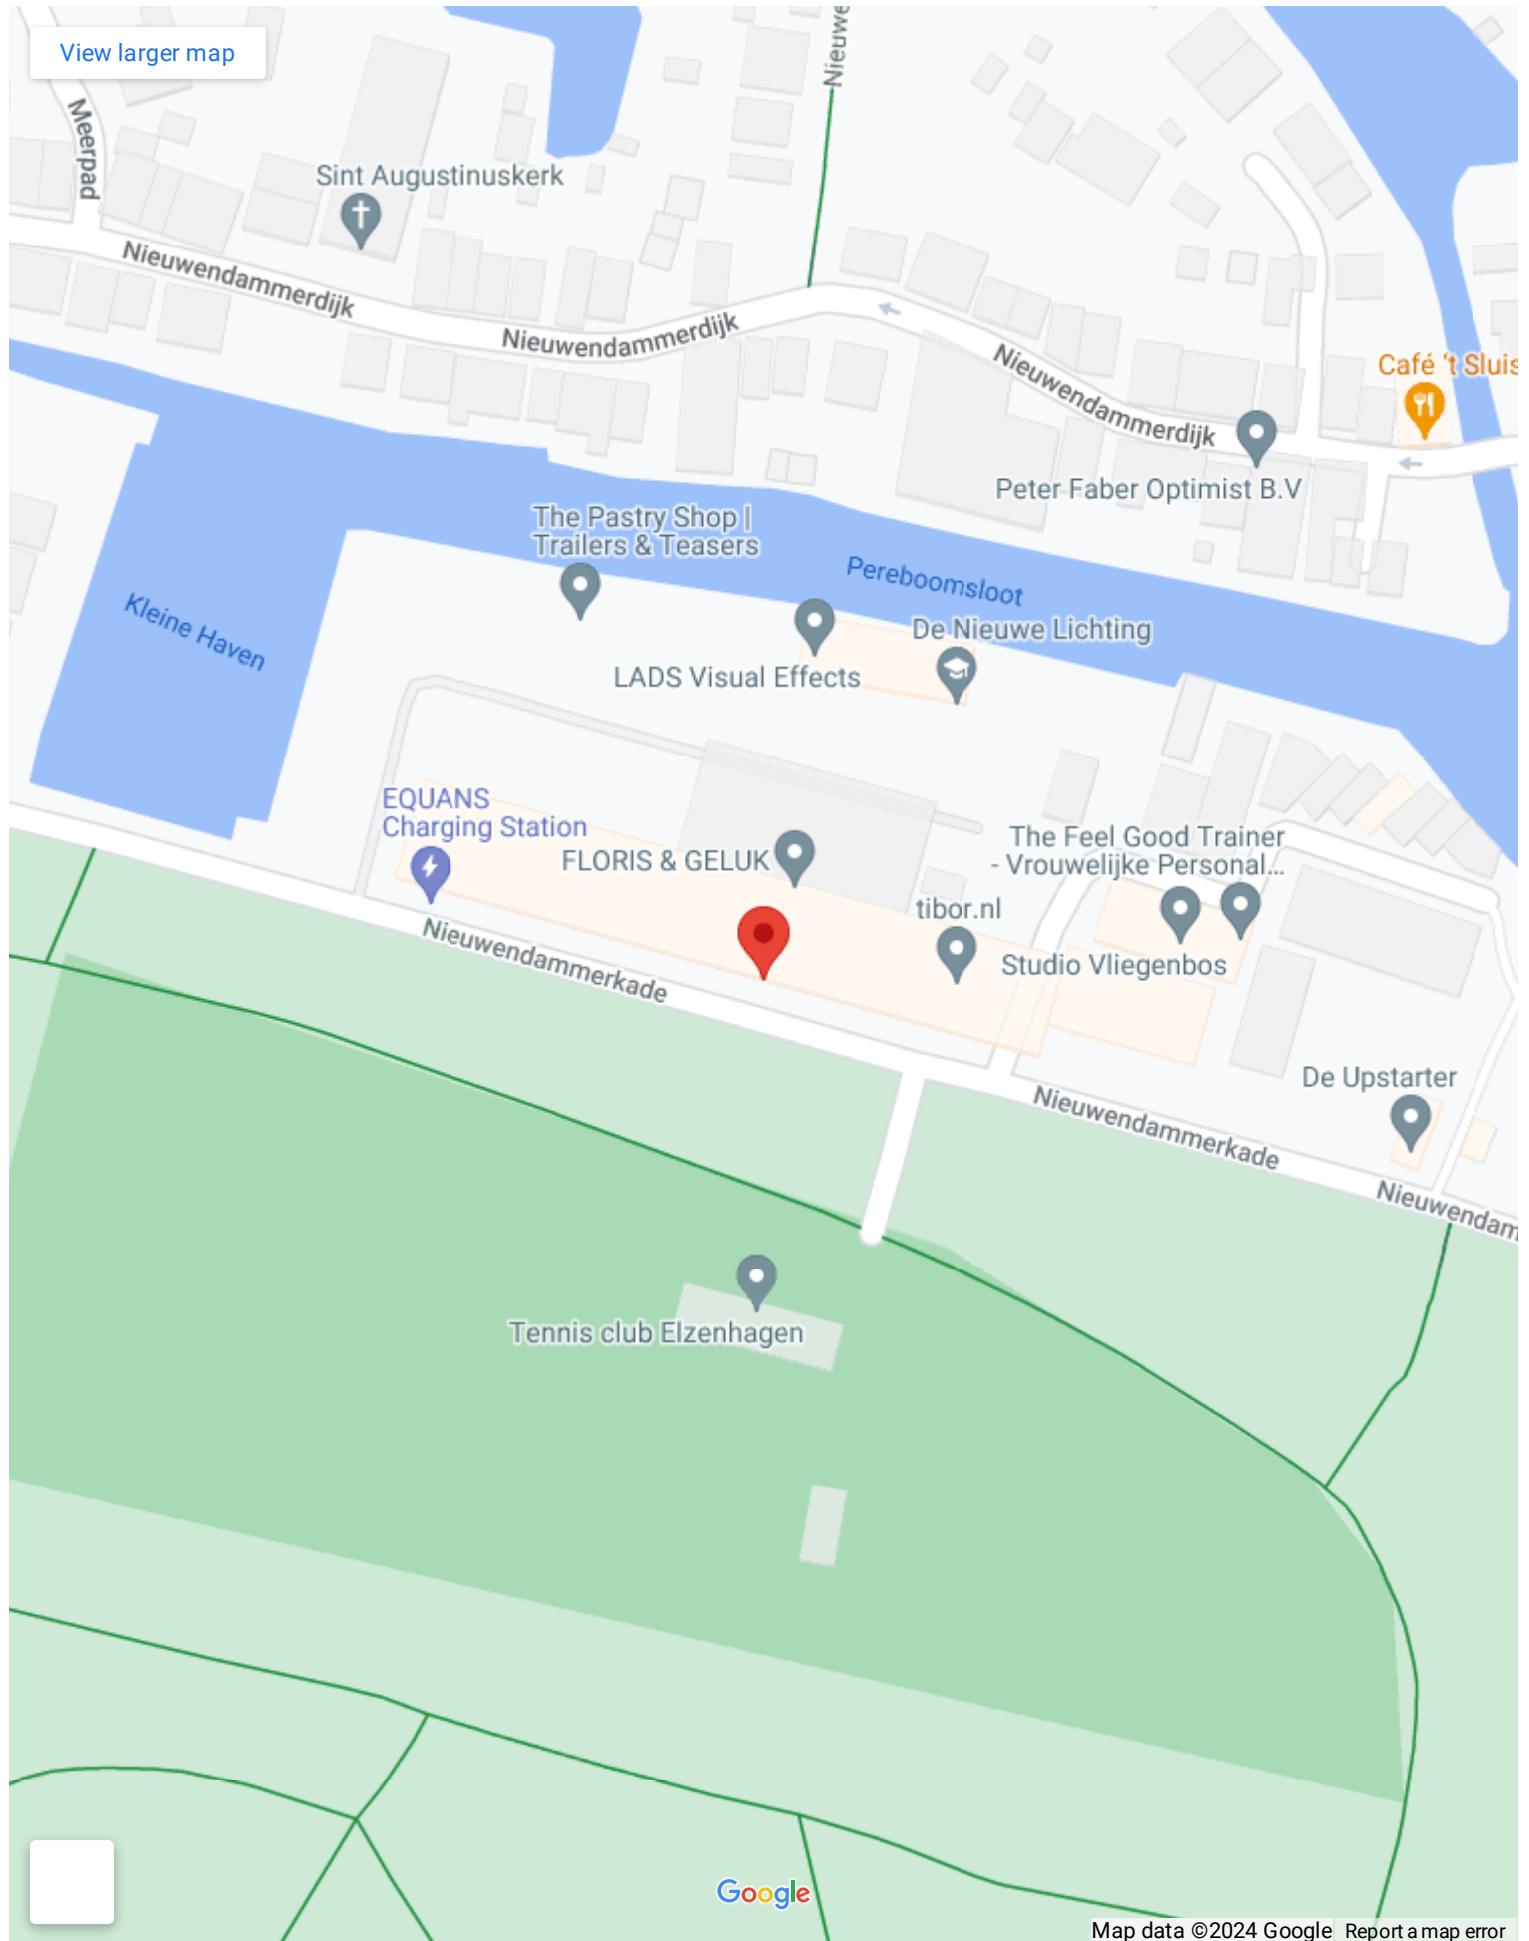 View larger map
Nieuwe
Meerpad
Sint Augustinuskerk
Nieuwendammerdijk
Nieuwendammerdijk
Nieuwendammerdijk
Café 't Sluis
Peter Faber Optimist B.V
The Pastry Shop |
Trailers & Teasers
Pereboomsloot
Kleine Haven
De Nieuwe Lichting
LADS Visual Effects
EQUANS
Charging Station
The Feel Good Trainer
- Vrouwelijke Personal...
FLORIS & GELUK
tibor.nl
Nieuwendammerkade
Studio Vliegenbos
De Upstarter
Nieuwendammerkade
Nieuwendam
Tennis club Elzenhagen
Google
Map data ©2024 Google
Report a map error